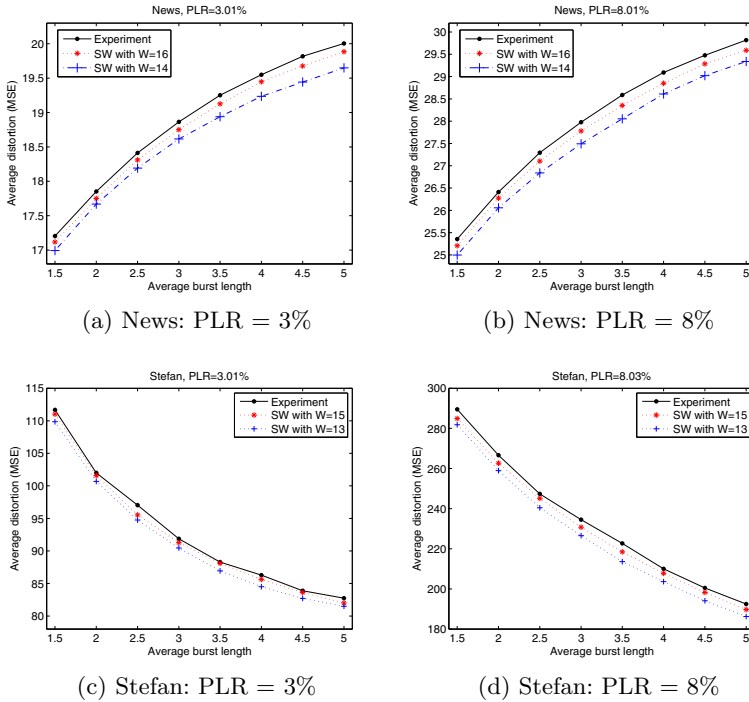 News, PLR=3.01%
20
19.5
19
18.5
18
17.5
17
Average distortion (MSE)
Experiment
SW with W=16
SW with W=14
1.5 2 2.5 3 3.5 4 4.5 5
Average burst length
(a) News: PLR = 3%
News, PLR=8.01%
30
29.5
29
28.5
28
27.5
27
26.5
26
25.5
25
Average distortion (MSE)
Experiment
SW with W=16
SW with W=14
1.5 2 2.5 3 3.5 4 4.5 5
Average burst length
(b) News: PLR = 8%
Stefan, PLR=3.01%
115
110
105
100
95
90
85
80
Average distortion (MSE)
Experiment
SW with W=15
SW with W=13
1.5 2 2.5 3 3.5 4 4.5 5
Average burst length
(c) Stefan: PLR = 3%
Stefan, PLR=8.03%
300
280
260
240
220
200
180
Average distortion (MSE)
Experiment
SW with W=15
SW with W=13
1.5 2 2.5 3 3.5 4 4.5 5
Average burst length
(d) Stefan: PLR = 8%